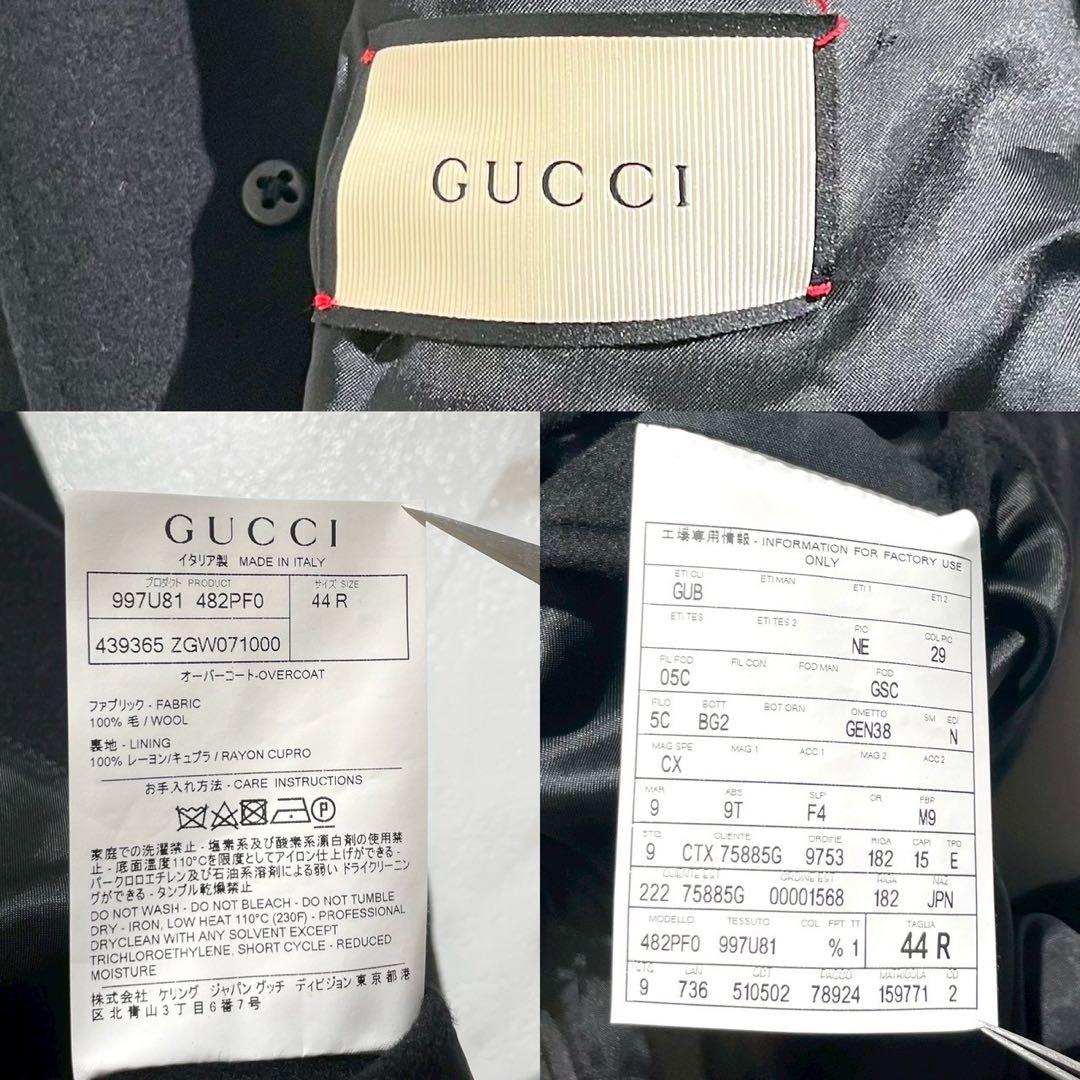 GUCCI
GUCCI
イタリア製 MADE IN ITALY
プロダクト PRODUCT サイズ SIZE
997U81 482PF0 44 R
439365 ZGW071000
オーバーコート-OVERCOAT
ファブリック - FABRIC
100% 毛 / WOOL
裏地 - LINING
100% レーヨン/キュプラ / RAYON CUPRO
お手入れ方法 - CARE INSTRUCTIONS
P
家庭での洗濯禁止 - 塩素系及び酸素系漂白剤の使用禁
止 - 底面温度110°Cを限度としてアイロン仕上げができる -
パークロロエチレン及び石油系溶剤による弱い ドライクリーニン
グができる - タンブル乾燥禁止
DO NOT WASH - DO NOT BLEACH - DO NOT TUMBLE
DRY - IRON, LOW HEAT 110°C (230F) - PROFESSIONAL
DRYCLEAN WITH ANY SOLVENT EXCEPT
TRICHLOROETHYLENE, SHORT CYCLE - REDUCED
MOISTURE
株式会社 ケリング ジャパン グッチ ディビジョン 東京都港
区北青山3丁目6番7号
工場専用情報 - INFORMATION FOR FACTORY USE
ONLY
ETI CLI ETI MAN ETI 1 ETI 2
GUB
ETI TES ETI TES 2 PIC COL PIC
NE 29
FIL FOD FIL CON FOD MAN FOD
05C GSC
FILO BOTT BOT ORN OMETTO SM EDI
5C BG2 GEN38 N
MAG SPE MAG 1 ACC 1 MAG 2 ACC 2
CX
MAR ABS SLP CR FBR
9 9T F4 M9
STG CLIENTE ORDINE RIGA CAPI TPO
9 CTX 75885G 9753 182 15 E
CLIENTE EST ORDINE EST RIGA NAZ
222 75885G 00001568 182 JPN
MODELLO TESSUTO COL. FPT TT TAGLIA
482PF0 997U81 % 1 44 R
STG LAN GBT PACCO MATRICOLA CD
9 736 510502 78924 159771 2